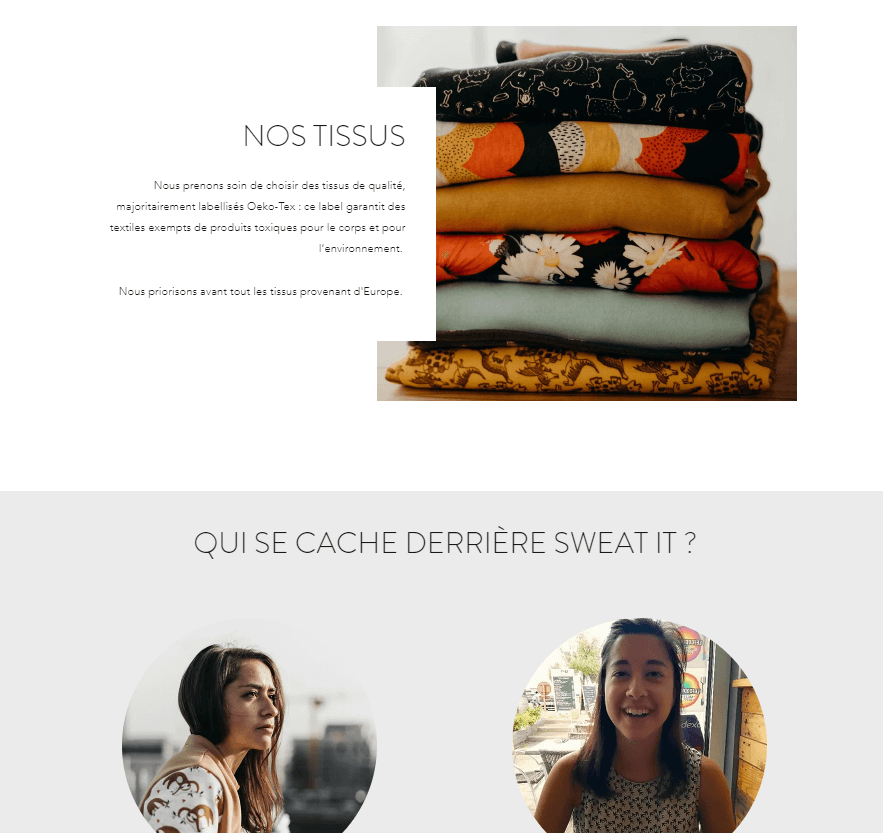 NOS TISSUS
Nous prenons soin de choisir des tissus de qualité,
majoritairement labellisés Oeko-Tex : ce label garantit des
textiles exempts de produits toxiques pour le corps et pour
l'environnement.
Nous priorisons avant tout les tissus provenant d'Europe.
QUI SE CACHE DERRIÈRE SWEAT IT ?